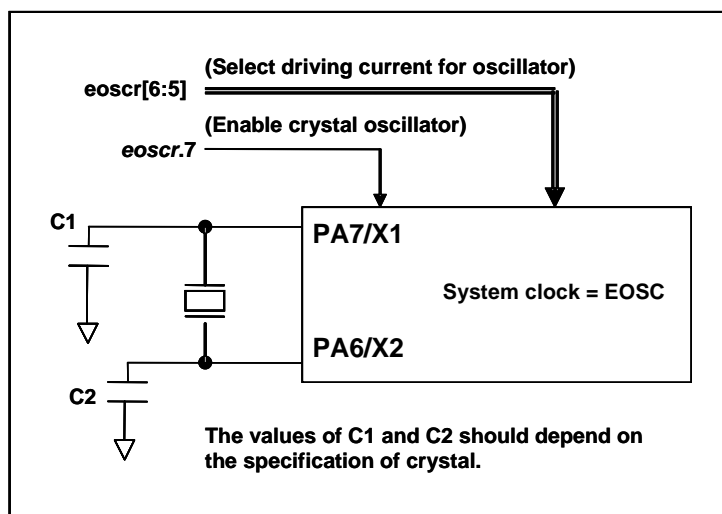 (Select driving current for oscillator)
eoscr[6:5]
(Enable crystal oscillator)
eoscr.7
C1
PA7/X1
System clock = EOSC
PA6/X2
C2
The values of C1 and C2 should depend on
the specification of crystal.